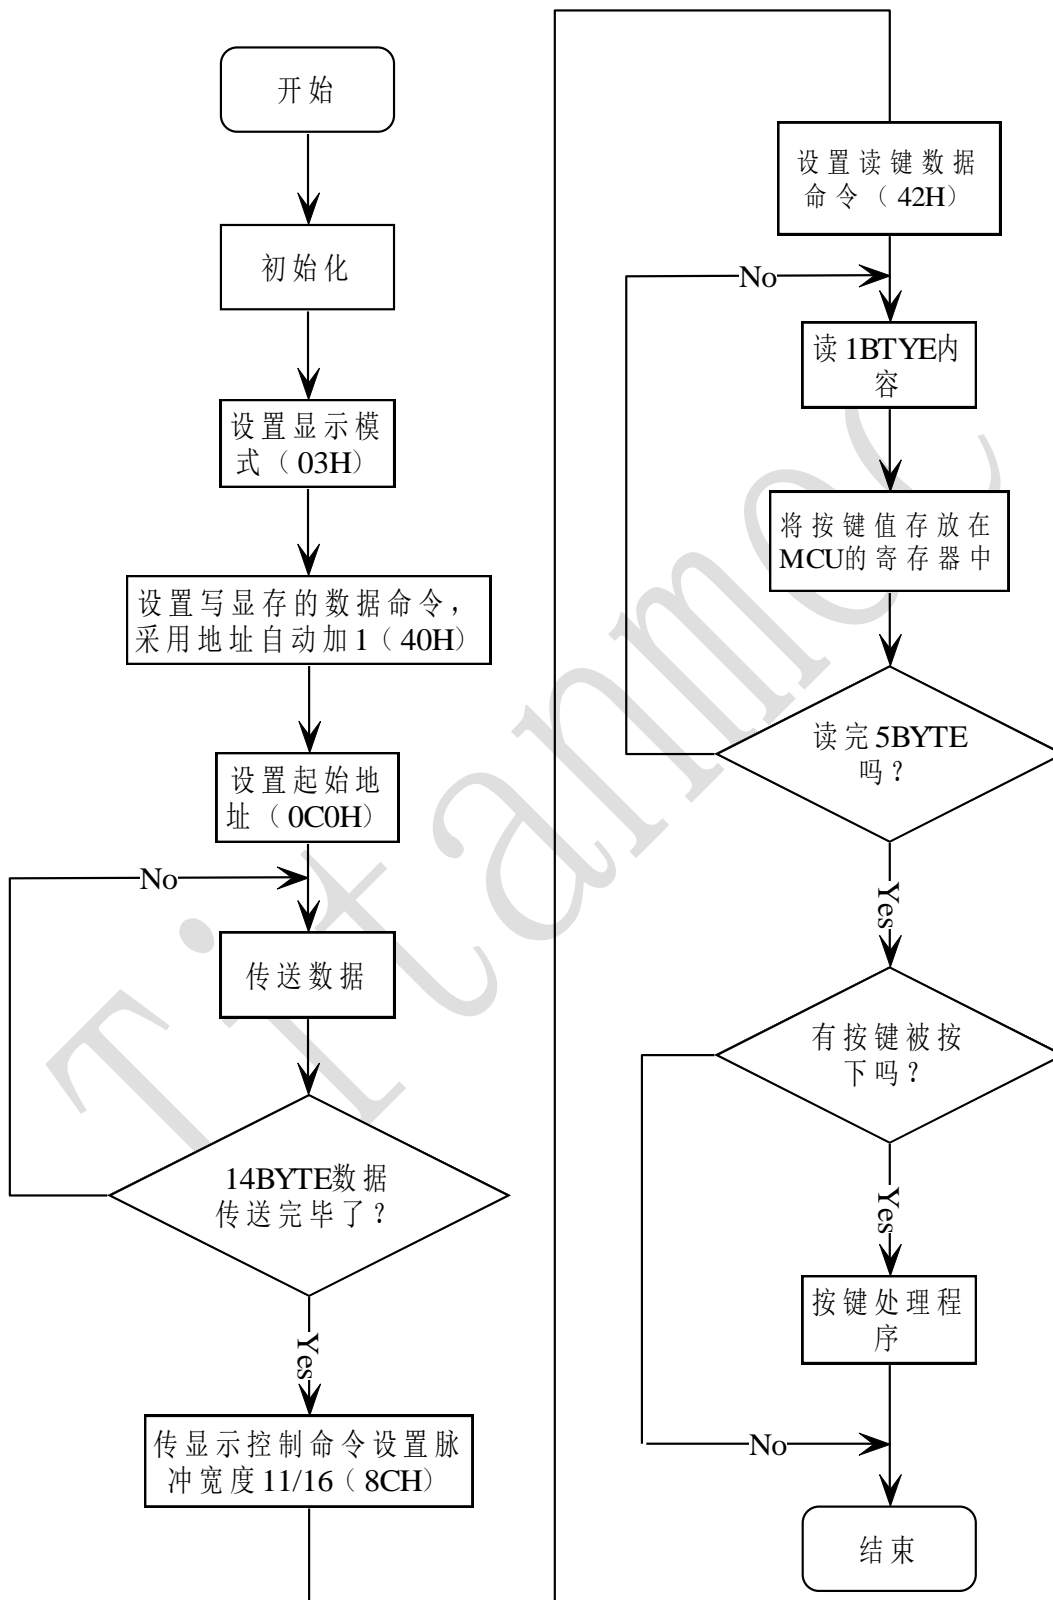 开始
初始化
设置显示模
式（03H）
设置写显存的数据命令，
采用地址自动加1（40H）
设置起始地
址（0C0H）
No
传送数据
14BYTE数据
传送完毕了？
Yes
传显示控制命令设置脉
冲宽度11/16（8CH）
设置读键数据
命令（42H）
No
读1BTYE内
容
将按键值存放在
MCU的寄存器中
读完5BYTE
吗？
Yes
有按键被按
下吗？
Yes
按键处理程
序
No
结束
Titanmec